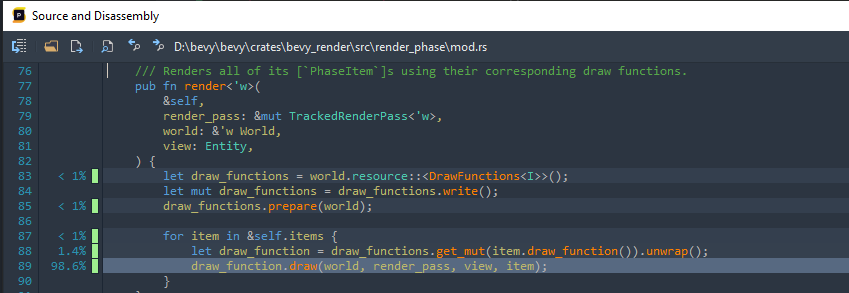 Source and Disassembly
D:\bevy\bevy\crates\bevy_render\src\render_phase\mod.rs
76 /// Renders all of its [`PhaseItem`]s using their corresponding draw functions.
77 pub fn render<'w>(
78 &self,
79 render_pass: &mut TrackedRenderPass<'w>,
80 world: &'w World,
81 view: Entity,
82 ) {
83 < 1% let draw_functions = world.resource::<DrawFunctions<I>>();
84 let mut draw_functions = draw_functions.write();
85 < 1% draw_functions.prepare(world);
86
87 < 1% for item in &self.items {
88 1.4% let draw_function = draw_functions.get_mut(item.draw_function()).unwrap();
89 98.6% draw_function.draw(world, render_pass, view, item);
90 }